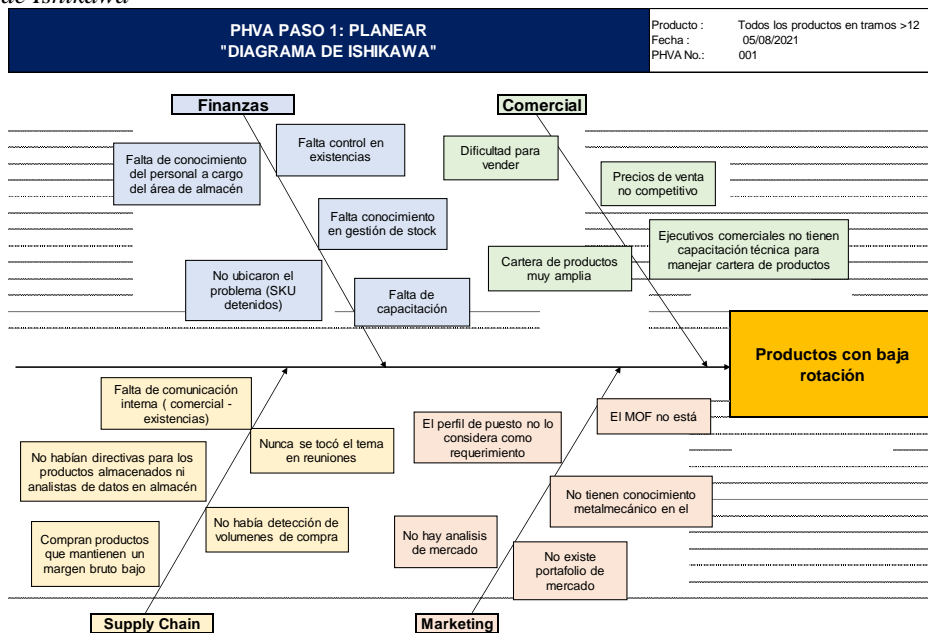 de Ishikawa
PHVA PASO 1: PLANEAR
"DIAGRAMA DE ISHIKAWA"
Producto : Todos los productos en tramos >12
Fecha : 05/08/2021
PHVA No.: 001
Finanzas
Comercial
Falta de conocimiento
del personal a cargo
del área de almacén
Falta control en
existencias
Falta conocimiento
en gestión de stock
No ubicaron el
problema (SKU
detenidos)
Falta de
capacitación
Dificultad para
vender
Precios de venta
no competitivo
Ejecutivos comerciales no tienen
capacitación técnica para
manejar cartera de productos
Cartera de productos
muy amplia
Productos con baja
rotación
Falta de comunicación
interna ( comercial -
existencias)
Nunca se tocó el tema
en reuniones
No habían directivas para los
productos almacenados ni
analistas de datos en almacén
No había detección de
volumenes de compra
Compran productos
que mantienen un
margen bruto bajo
El perfil de puesto no lo
considera como
requerimiento
El MOF no está
No tienen conocimiento
metalmecánico en el
No hay analisis
de mercado
No existe
portafolio de
mercado
Supply Chain
Marketing